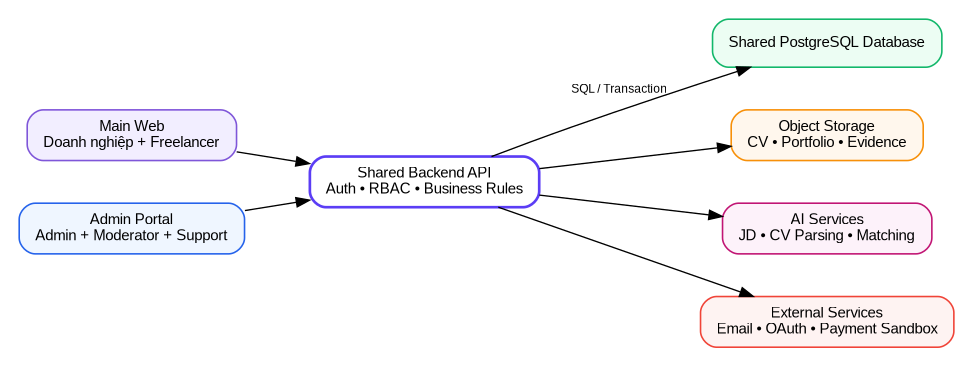 Main Web
Doanh nghiệp + Freelancer
Admin Portal
Admin + Moderator + Support
Shared Backend API
Auth • RBAC • Business Rules
SQL / Transaction
Shared PostgreSQL Database
Object Storage
CV • Portfolio • Evidence
AI Services
JD • CV Parsing • Matching
External Services
Email • OAuth • Payment Sandbox